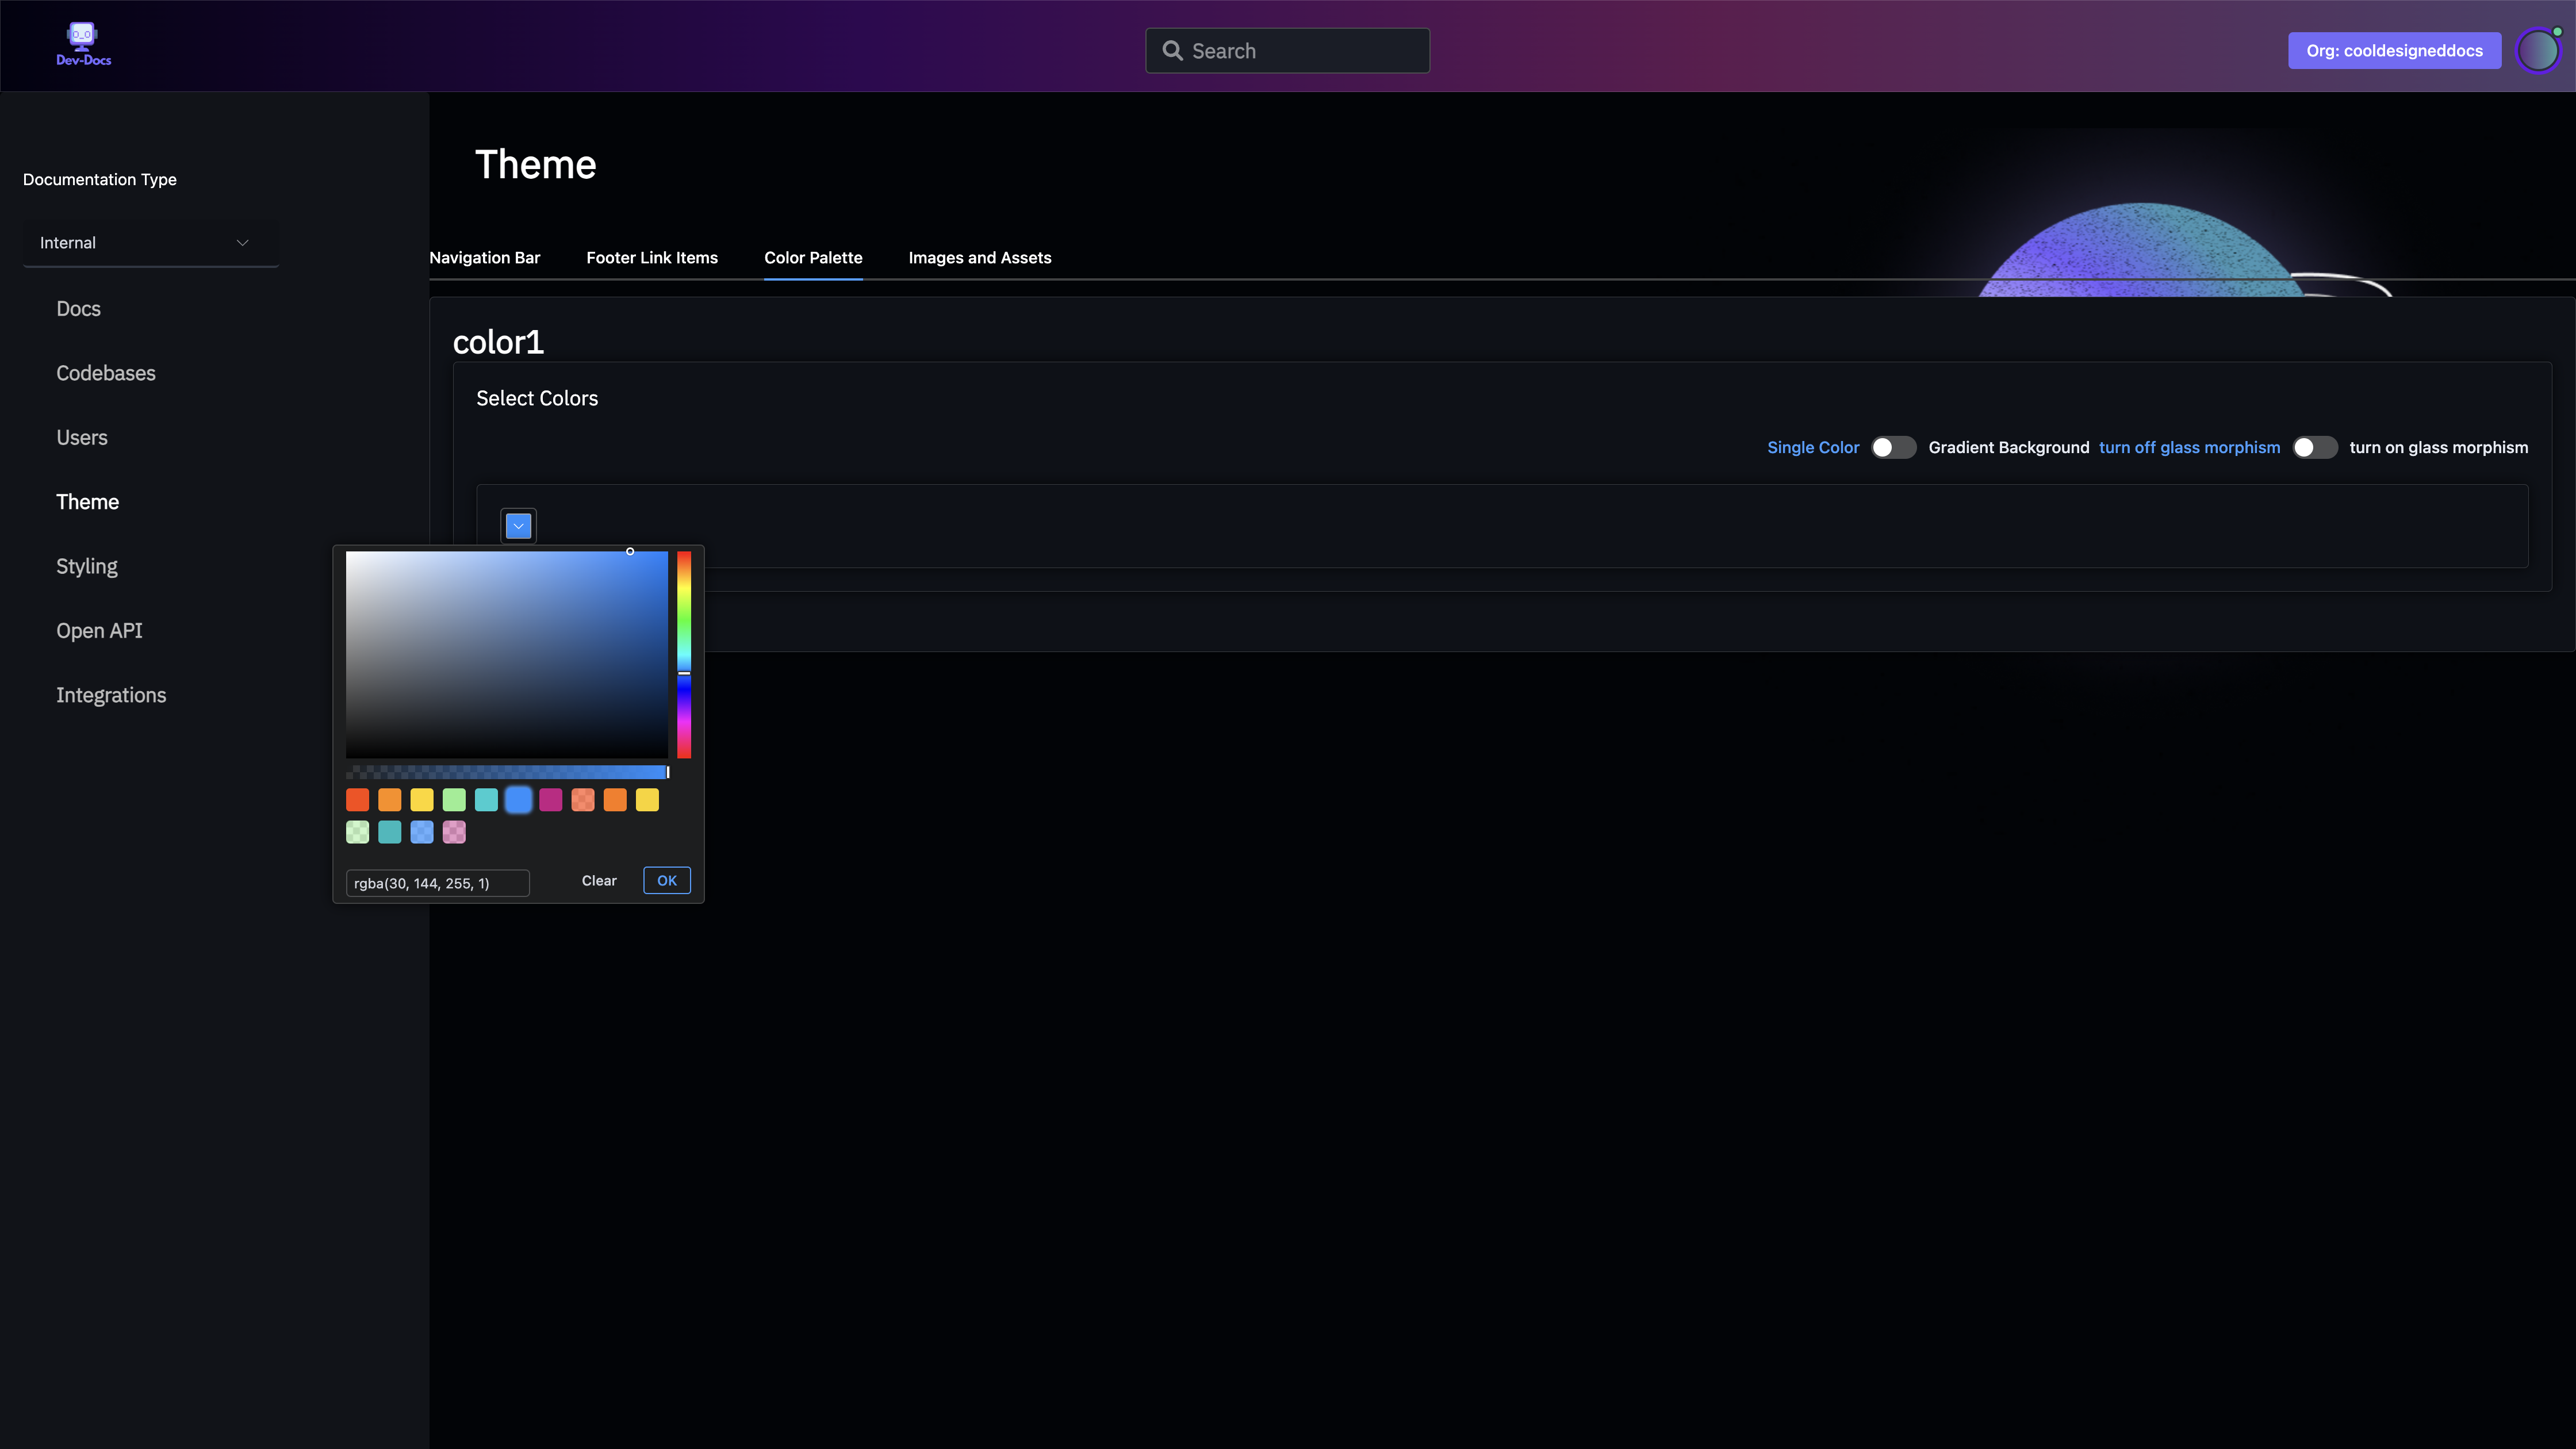 O_O
Dev-Docs
Search
Org: cooldesigneddocs
Documentation Type
Internal
Docs
Codebases
Users
Theme
Styling
Open API
Integrations
Theme
Navigation Bar Footer Link Items Color Palette Images and Assets
color1
Select Colors
Single Color Gradient Background turn off glass morphism turn on glass morphism
rgba(30, 144, 255, 1) Clear OK